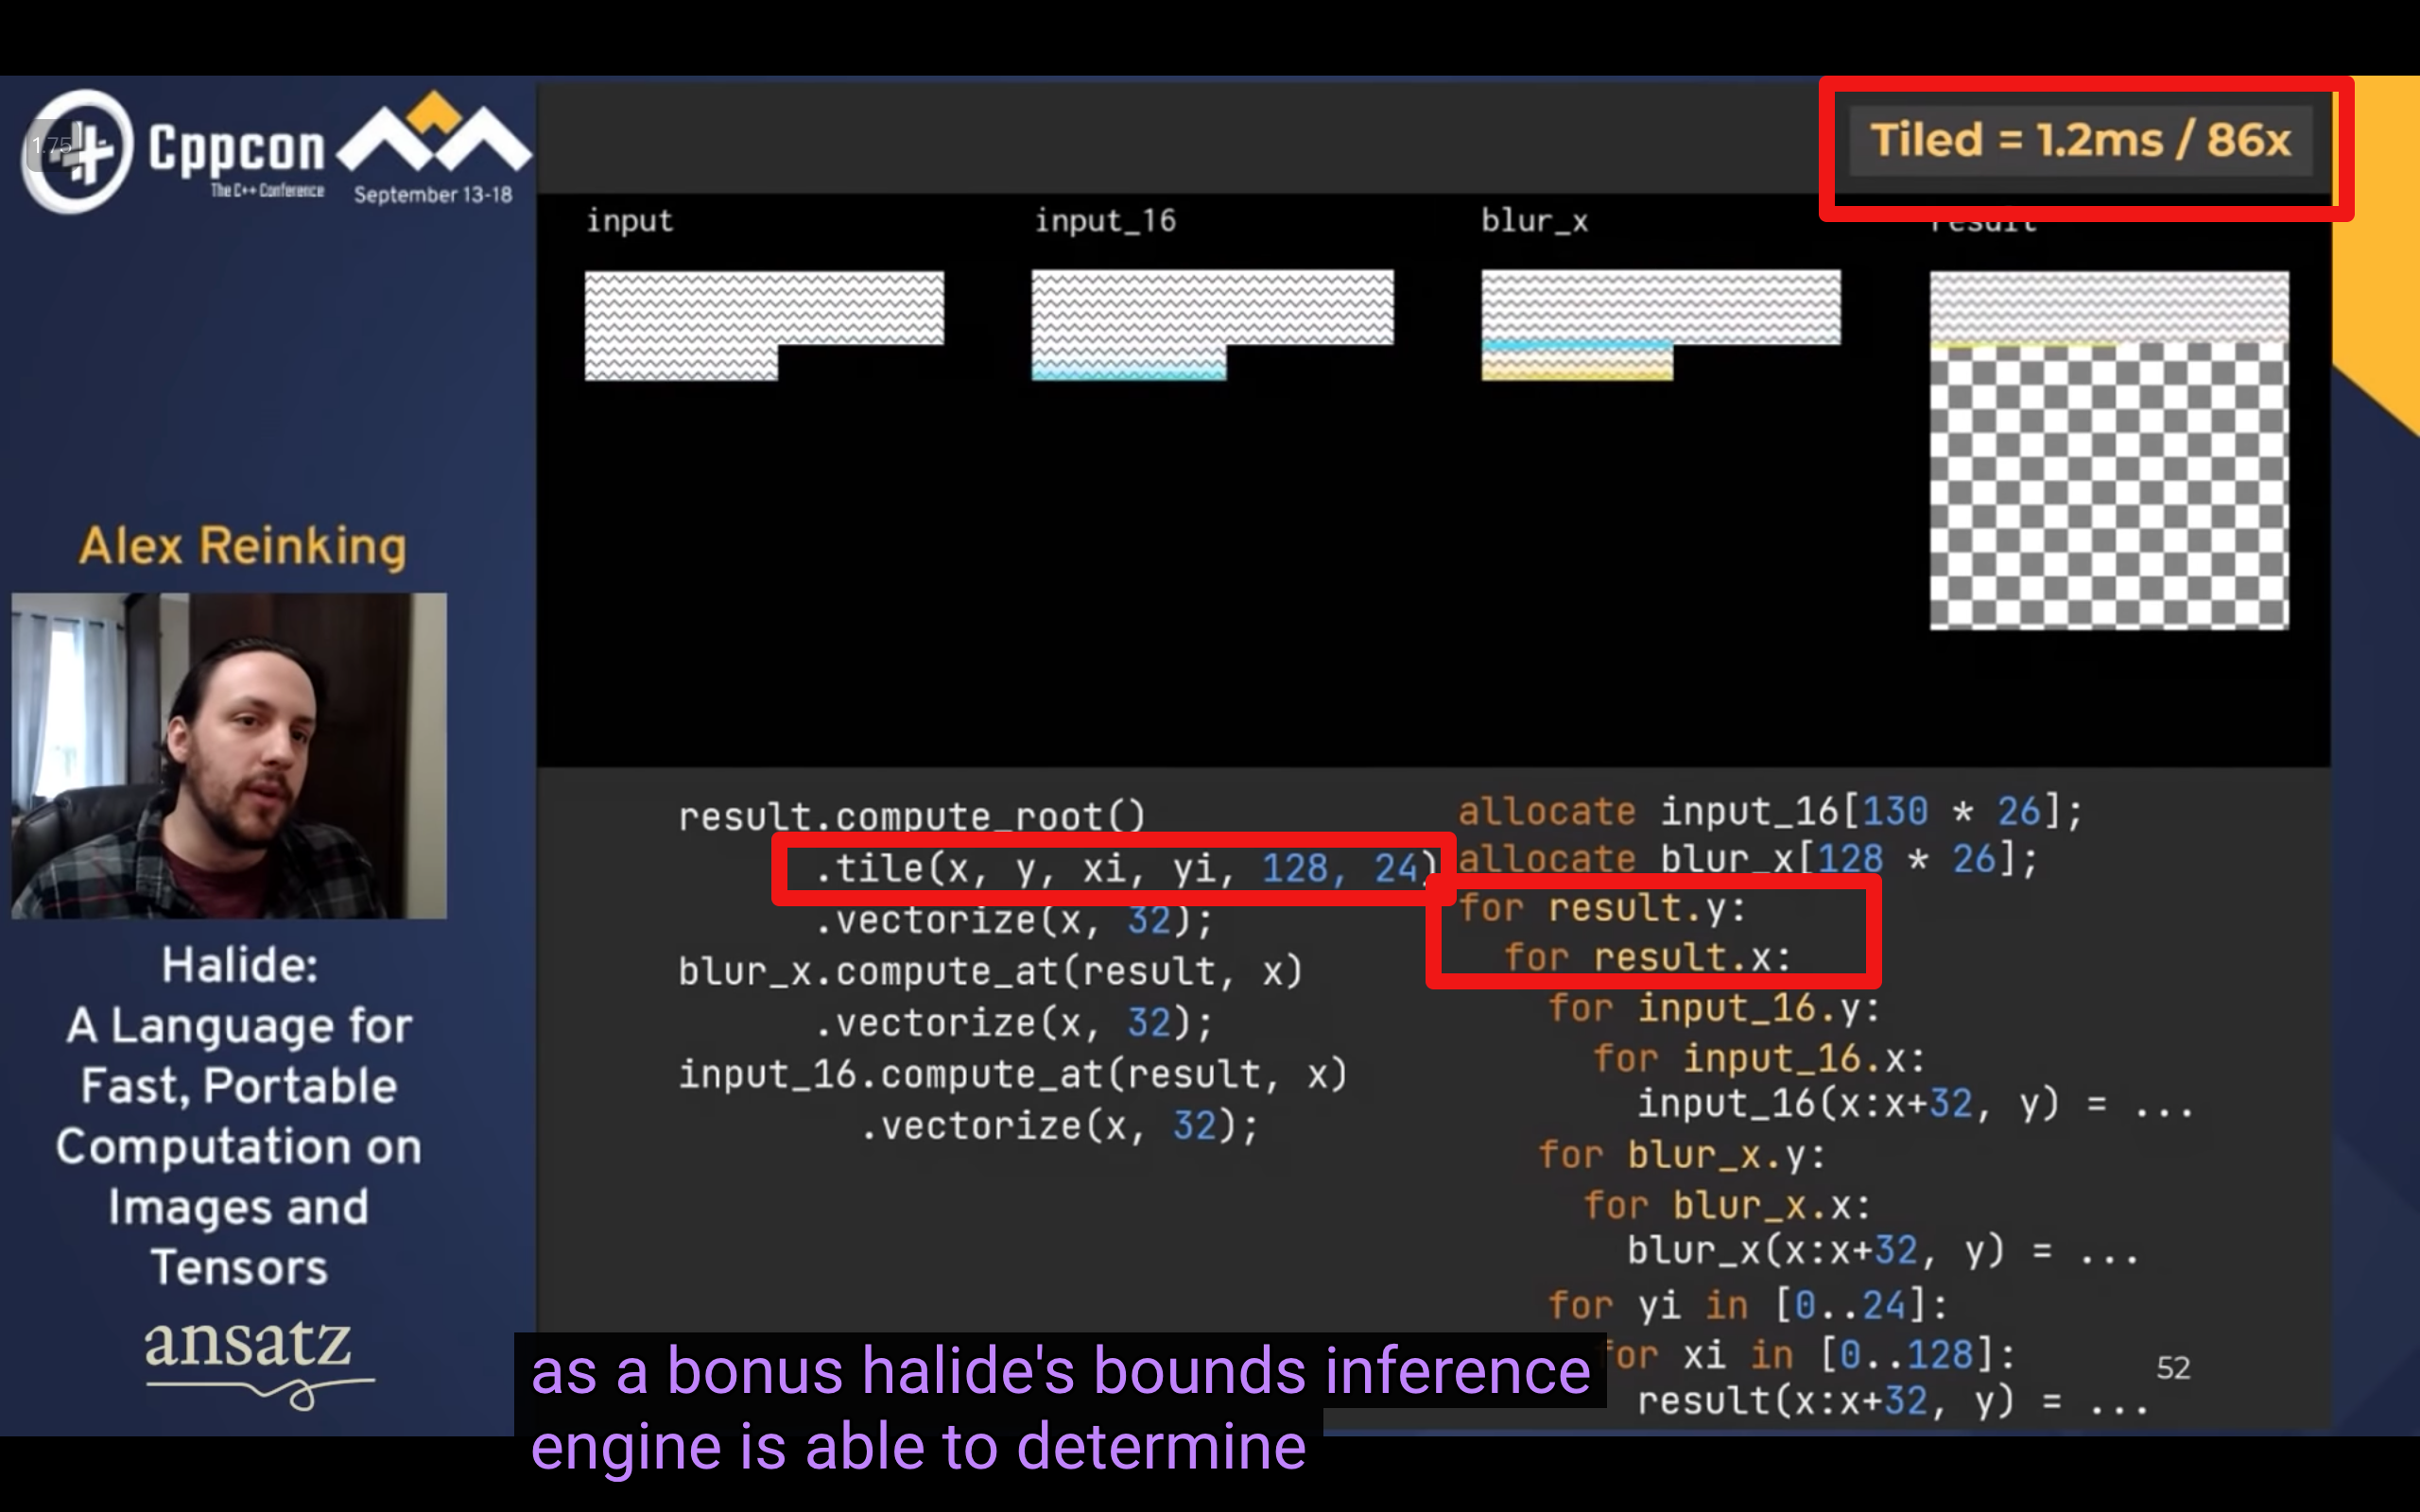 1.75
Cppcon
The C++ Conference
September 13-18
Tiled = 1.2ms / 86x
input
input_16
blur_x
result
Alex Reinking
Halide:
A Language for
Fast, Portable
Computation on
Images and
Tensors
ansatz
result.compute_root()
.tile(x, y, xi, yi, 128, 24)
.vectorize(x, 32);
blur_x.compute_at(result, x)
.vectorize(x, 32);
input_16.compute_at(result, x)
.vectorize(x, 32);
allocate input_16[130 * 26];
allocate blur_x[128 * 26];
for result.y:
for result.x:
for input_16.y:
for input_16.x:
input_16(x:x+32, y) = ...
for blur_x.y:
for blur_x.x:
blur_x(x:x+32, y) = ...
for yi in [0..24]:
for xi in [0..128]:
result(x:x+32, y) = ...
52
as a bonus halide's bounds inference
engine is able to determine